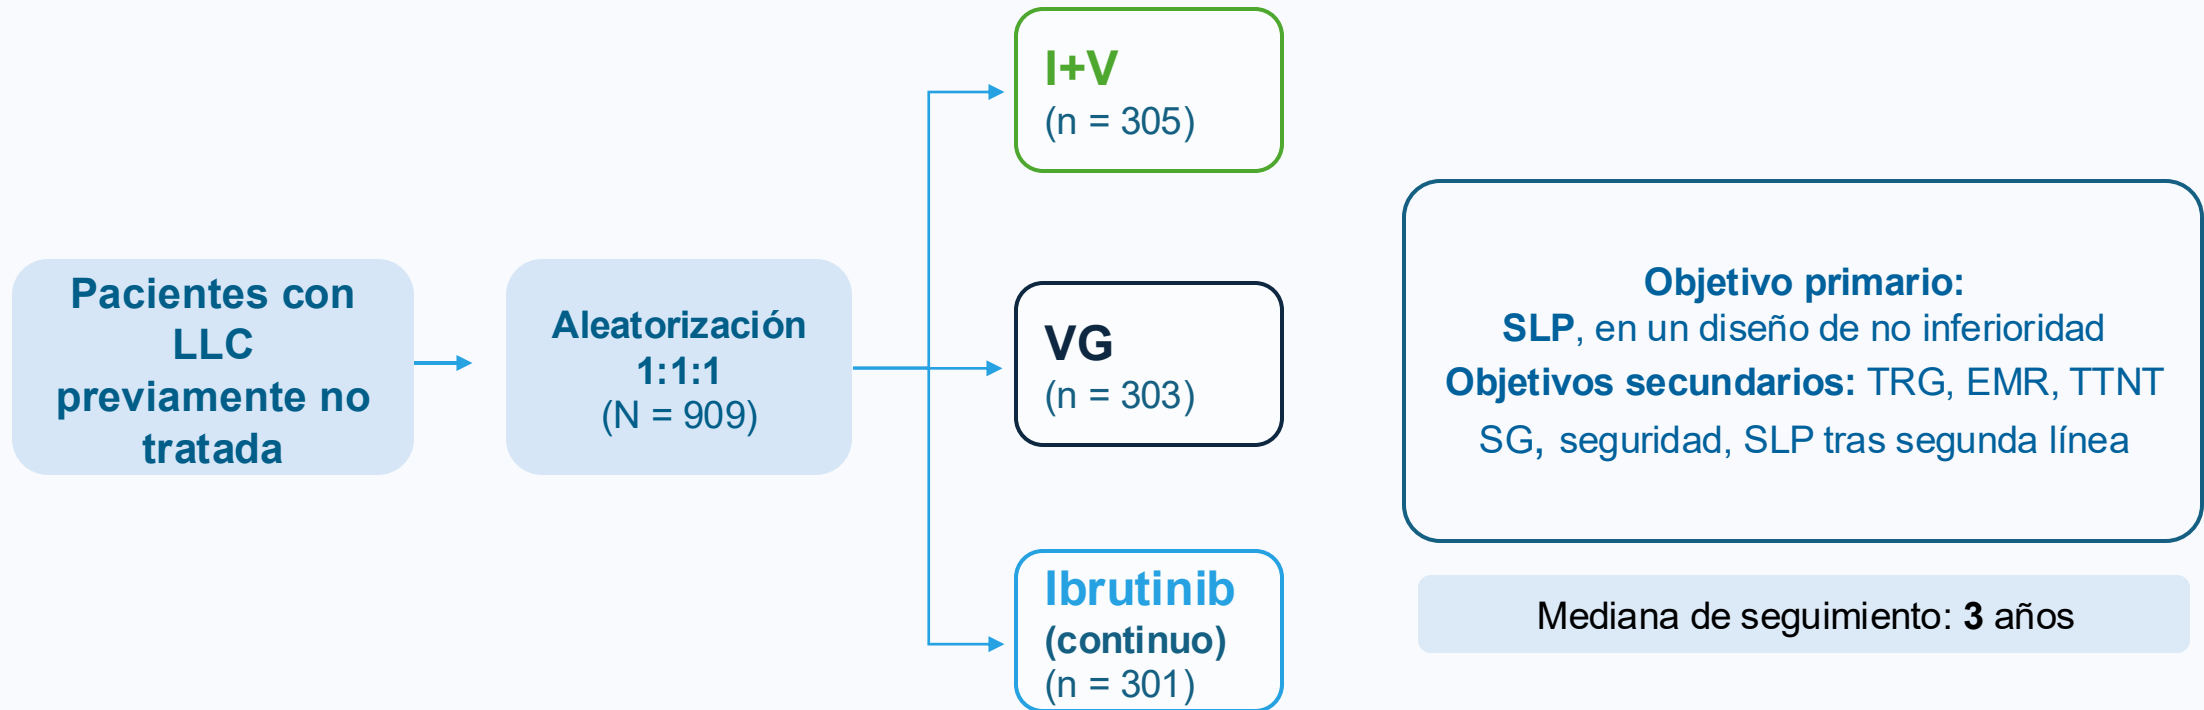 Pacientes con
LLC
previamente no
tratada
Aleatorización
1:1:1
(N = 909)
I+V
(n = 305)
VG
(n = 303)
Ibrutinib
(continuo)
(n = 301)
Objetivo primario:
SLP, en un diseño de no inferioridad
Objetivos secundarios: TRG, EMR, TTNT
SG, seguridad, SLP tras segunda línea
Mediana de seguimiento: 3 años